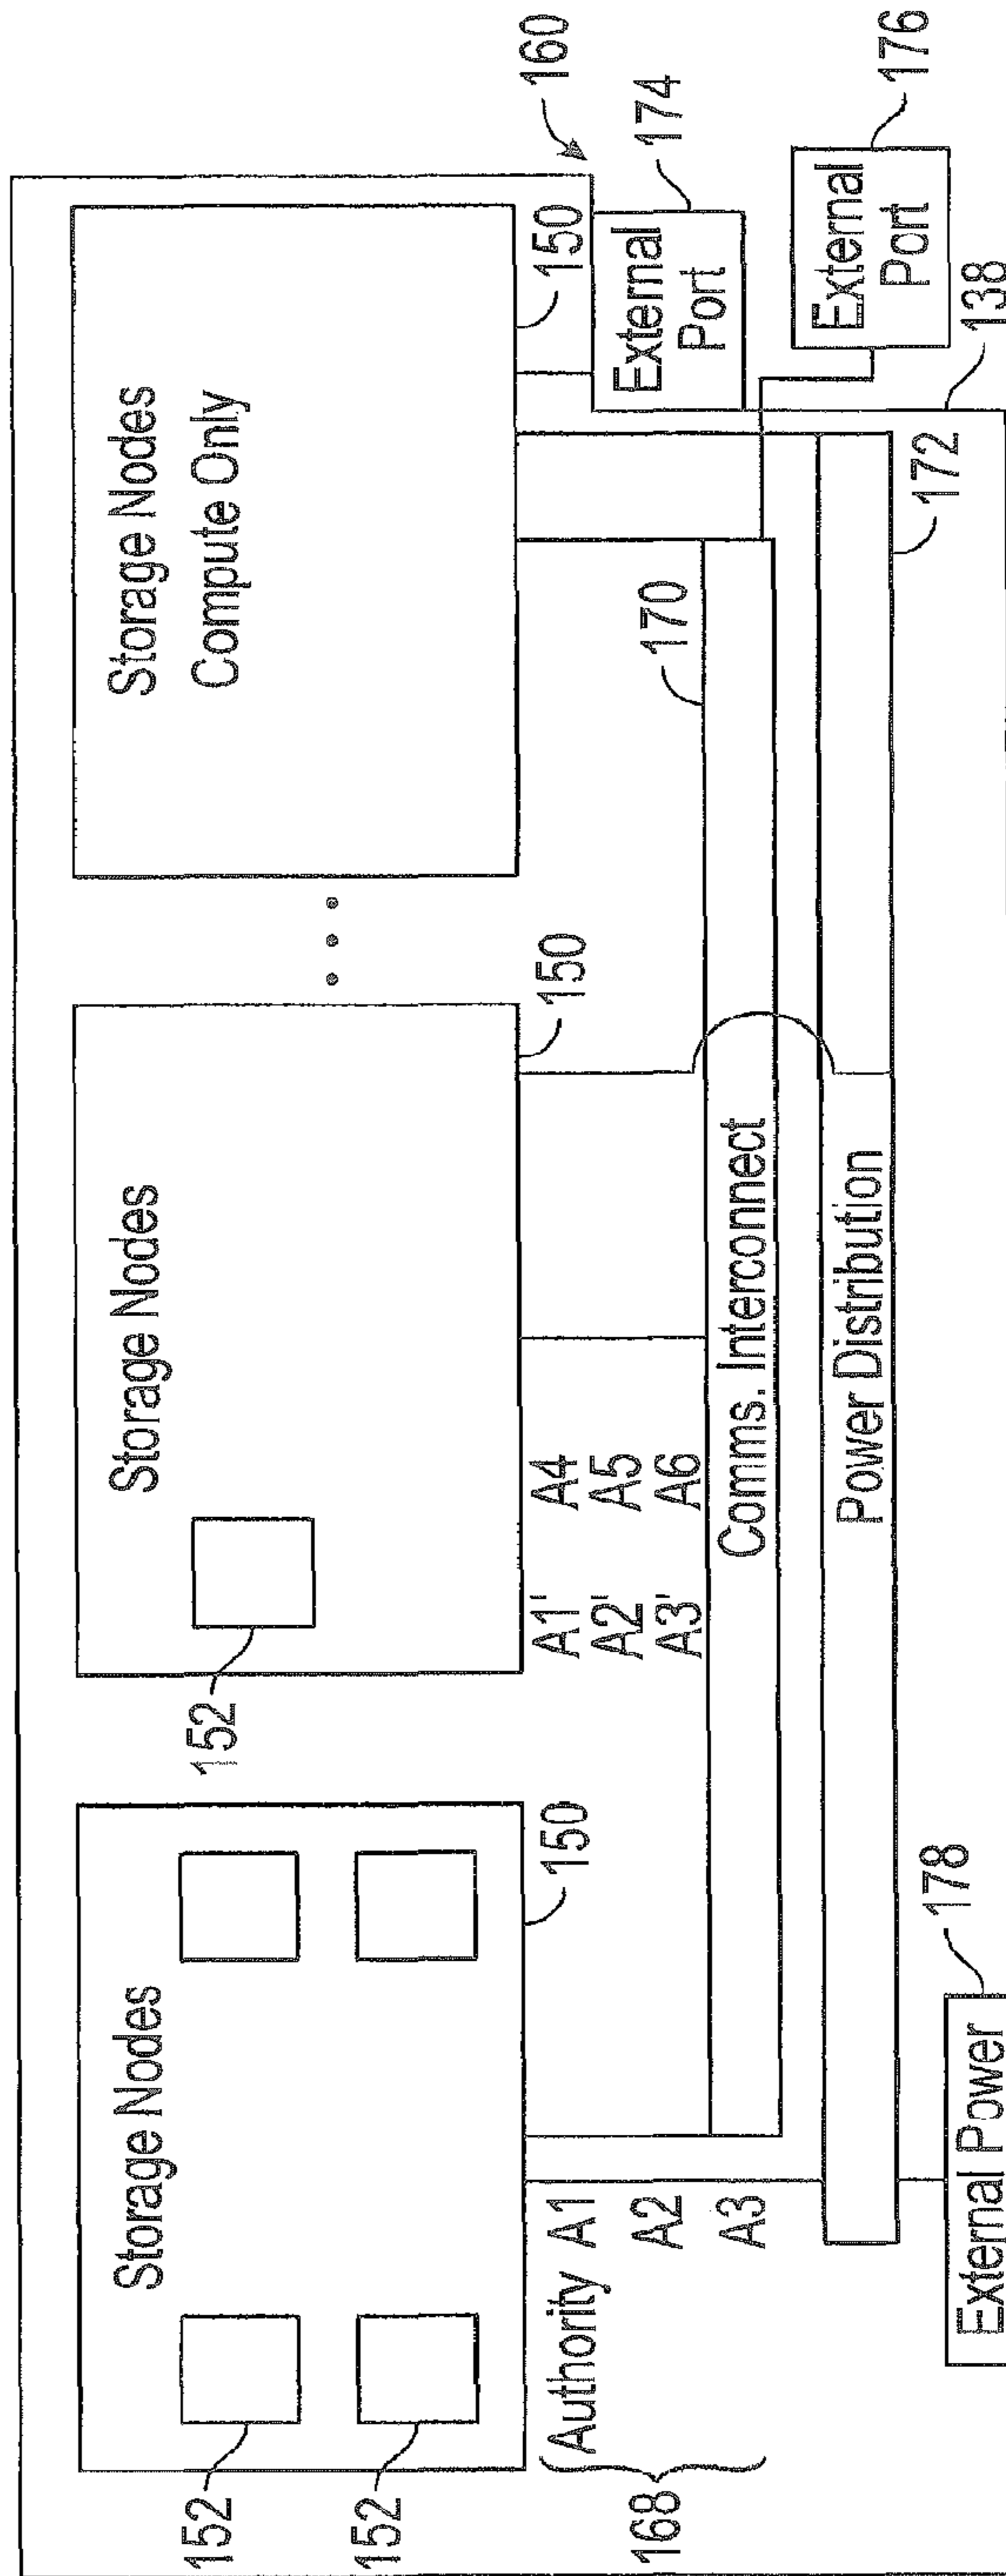 160
Storage Nodes
Storage Nodes
Storage Nodes
Compute Only
152
152
152
150
150
150
External
Port
174
168
Authority A1
A2
A3
A1' A4
A2' A5
A3' A6
170
Comms. Interconnect
External
Port
176
Power Distribution
138
172
External Power
178